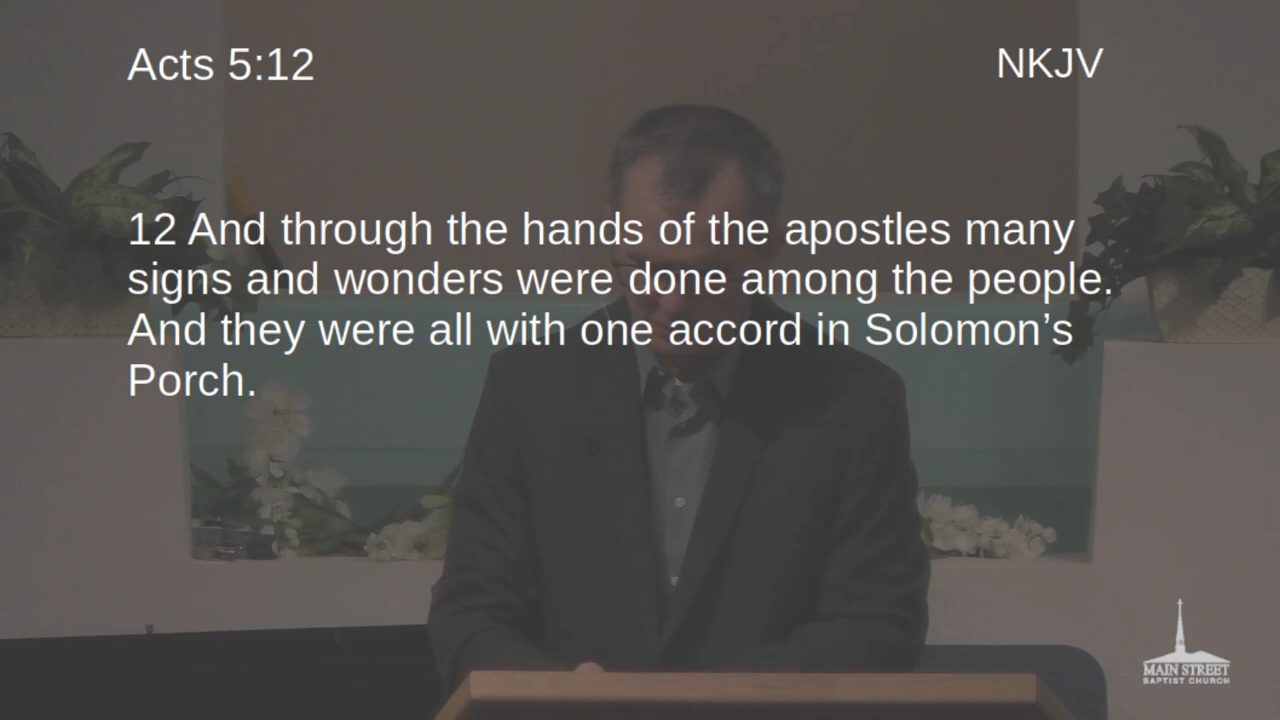 Acts 5:12 NKJV
12 And through the hands of the apostles many
signs and wonders were done among the people.
And they were all with one accord in Solomon’s
Porch.
MAIN STREET
BAPTIST CHURCH